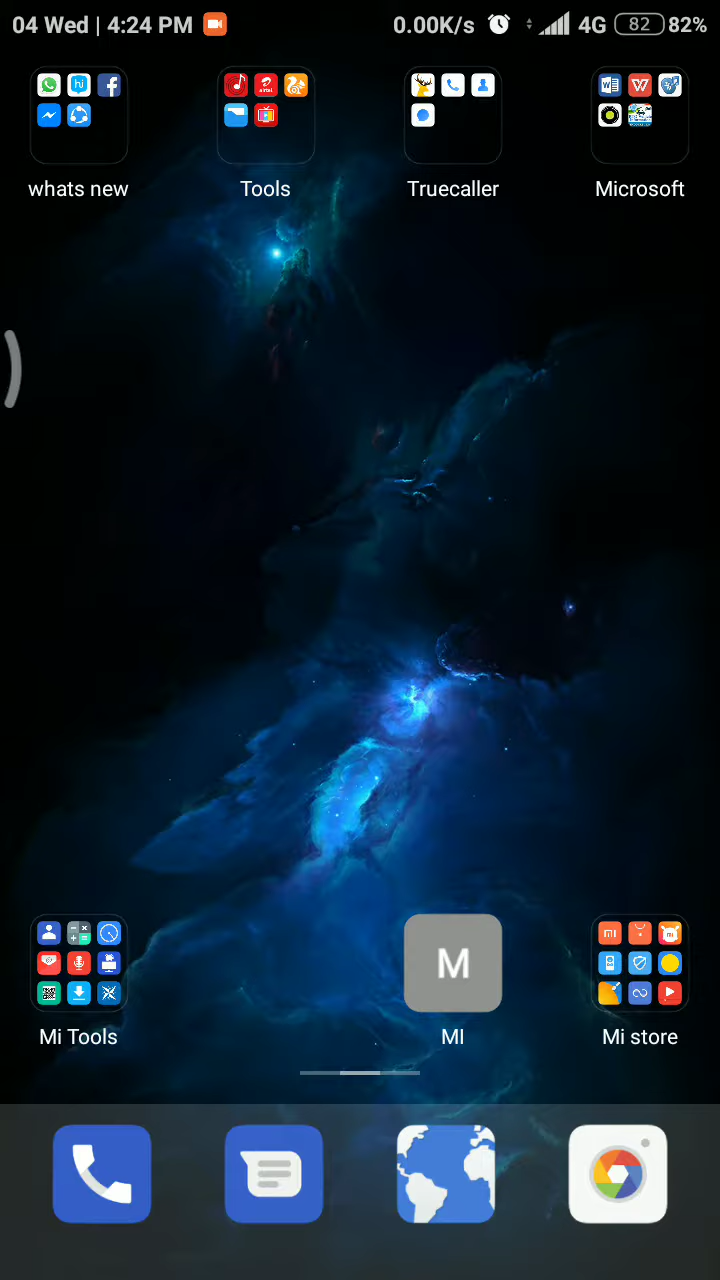 04 Wed | 4:24 PM 0.00K/s 4G 82 82%
whats new Tools Truecaller Microsoft
M
Mi Tools MI Mi store